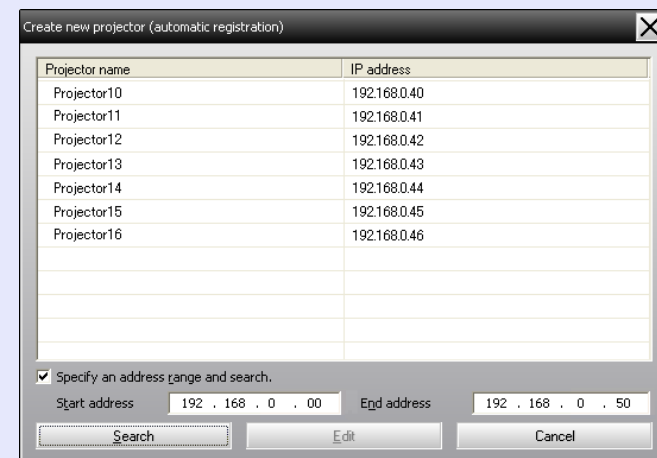 Create new projector (automatic registration)
Projector name IP address
Projector10 192.168.0.40
Projector11 192.168.0.41
Projector12 192.168.0.42
Projector13 192.168.0.43
Projector14 192.168.0.44
Projector15 192.168.0.45
Projector16 192.168.0.46
Specify an address range and search.
Start address 192 . 168 . 0 . 00 End address 192 . 168 . 0 . 50
Search Edit Cancel